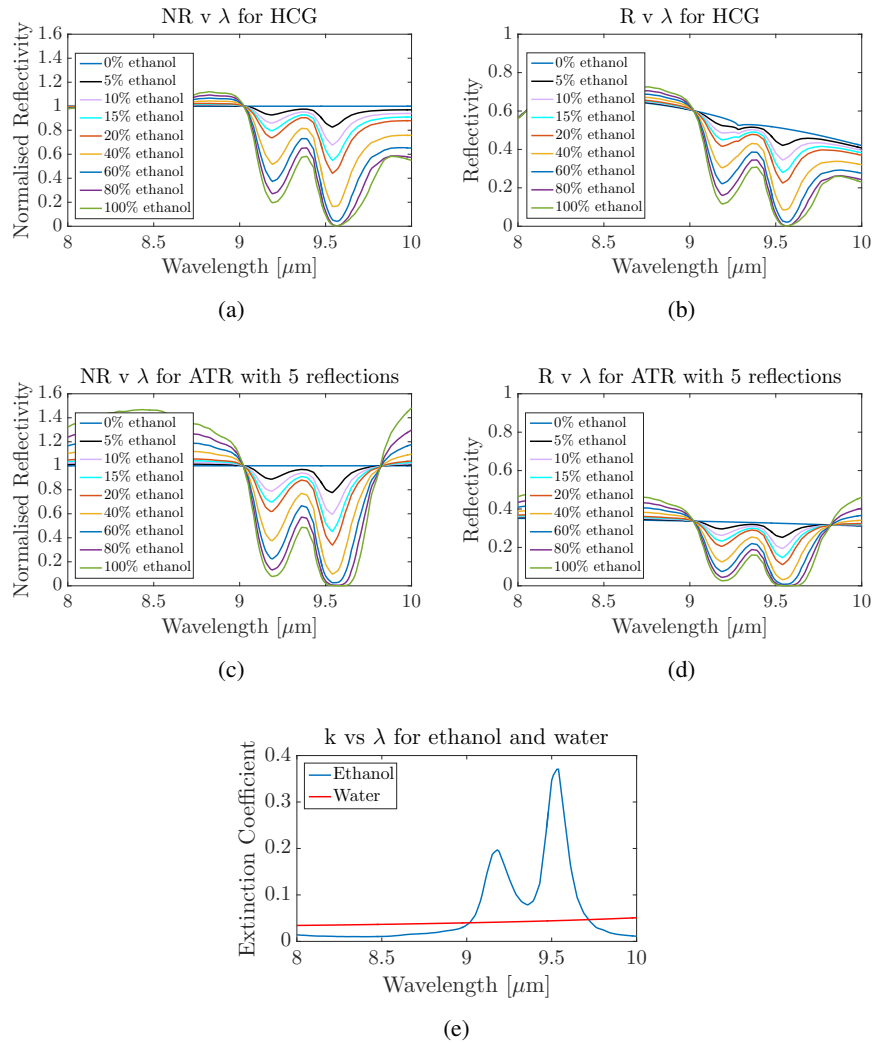 NR v λ for HCG
Normalised Reflectivity
1.6
1.4
1.2
1
0.8
0.6
0.4
0.2
0
0% ethanol
5% ethanol
10% ethanol
15% ethanol
20% ethanol
40% ethanol
60% ethanol
80% ethanol
100% ethanol
8
8.5
9
9.5
10
Wavelength [μm]
(a)
R v λ for HCG
Reflectivity
1
0.8
0.6
0.4
0.2
0
0% ethanol
5% ethanol
10% ethanol
15% ethanol
20% ethanol
40% ethanol
60% ethanol
80% ethanol
100% ethanol
8
8.5
9
9.5
10
Wavelength [μm]
(b)
NR v λ for ATR with 5 reflections
Normalised Reflectivity
1.6
1.4
1.2
1
0.8
0.6
0.4
0.2
0
0% ethanol
5% ethanol
10% ethanol
15% ethanol
20% ethanol
40% ethanol
60% ethanol
80% ethanol
100% ethanol
8
8.5
9
9.5
10
Wavelength [μm]
(c)
R v λ for ATR with 5 reflections
Reflectivity
1
0.8
0.6
0.4
0.2
0
0% ethanol
5% ethanol
10% ethanol
15% ethanol
20% ethanol
40% ethanol
60% ethanol
80% ethanol
100% ethanol
8
8.5
9
9.5
10
Wavelength [μm]
(d)
k vs λ for ethanol and water
Extinction Coefficient
0.4
0.3
0.2
0.1
0
Ethanol
Water
8
8.5
9
9.5
10
Wavelength [μm]
(e)